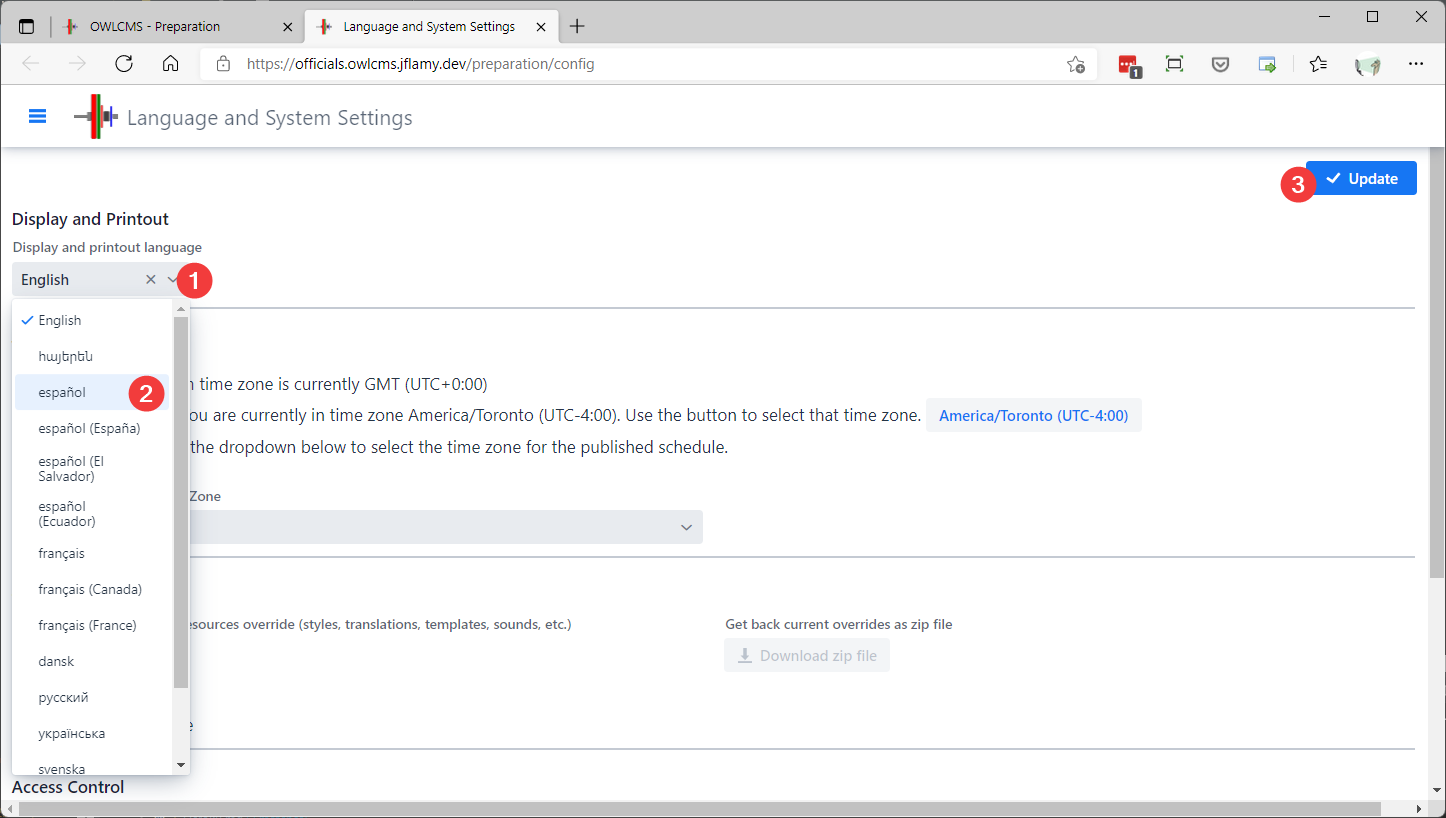 OWLCMS - Preparation
Language and System Settings
https://officials.owlcms.jflamy.dev/preparation/config
1
Language and System Settings
3
Update
Display and Printout
Display and printout language
English
1
English
հայերեն
español
2
español (España)
español (El
Salvador)
español
(Ecuador)
français
français (Canada)
français (France)
dansk
русский
українська
svenska
time zone is currently GMT (UTC+0:00)
ou are currently in time zone America/Toronto (UTC-4:00). Use the button to select that time zone.
America/Toronto (UTC-4:00)
the dropdown below to select the time zone for the published schedule.
Zone
esources override (styles, translations, templates, sounds, etc.)
Get back current overrides as zip file
Download zip file
Access Control